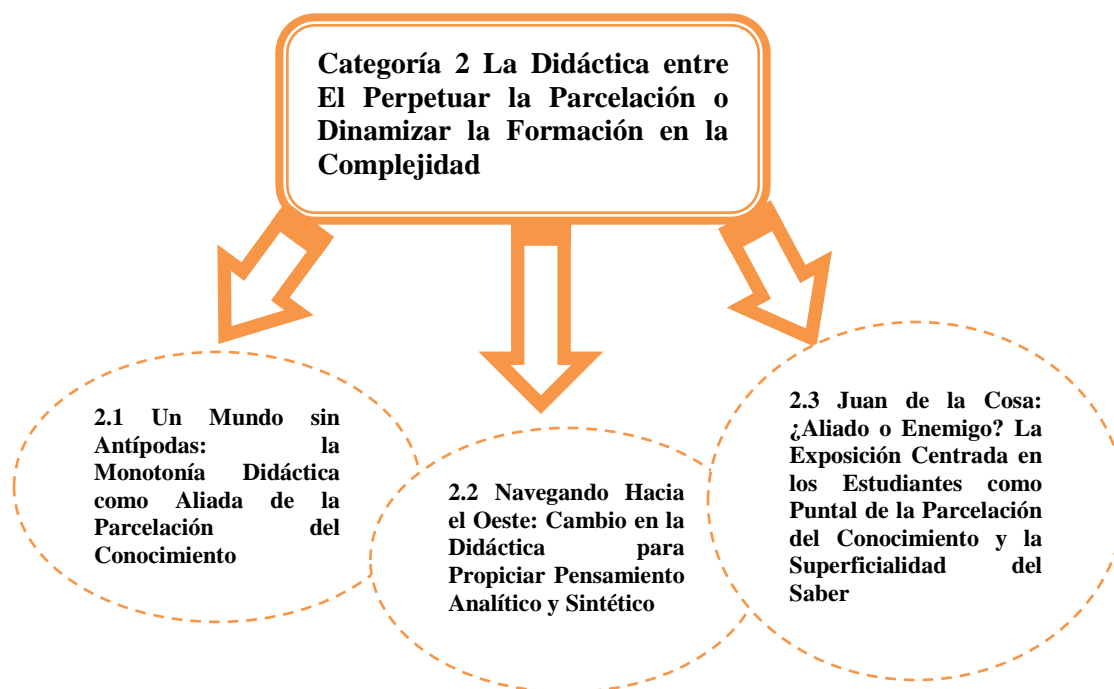 Categoría 2 La Didáctica entre
El Perpetuar la Parcelación o
Dinamizar la Formación en la
Complejidad
2.1 Un Mundo sin
Antípodas: la
Monotonía Didáctica
como Aliada de la
Parcelación del
Conocimiento
2.2 Navegando Hacia
el Oeste: Cambio en la
Didáctica para
Propiciar Pensamiento
Analítico y Sintético
2.3 Juan de la Cosa:
¿Aliado o Enemigo? La
Exposición Centrada en
los Estudiantes como
Puntal de la Parcelación
del Conocimiento y la
Superficialidad del
Saber